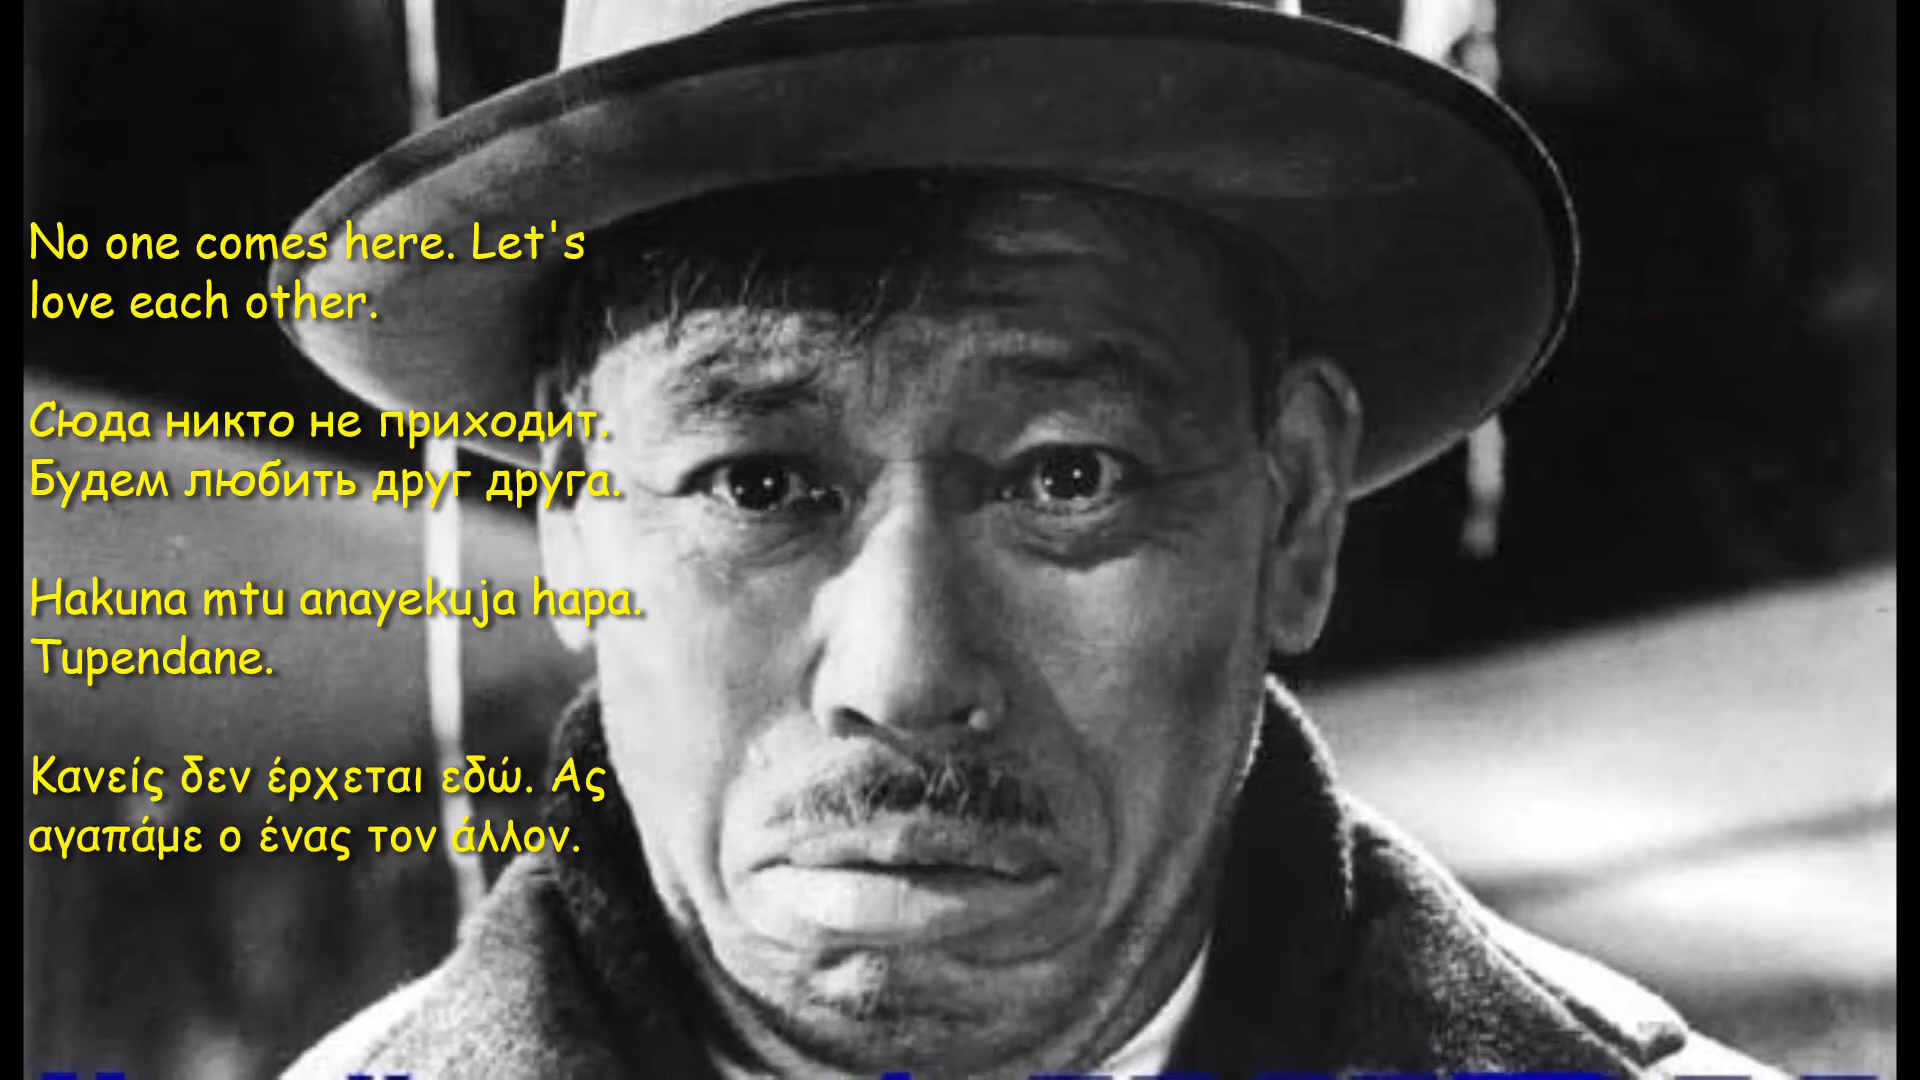 No one comes here. Let's
love each other.
Сюда никто не приходит.
Будем любить друг друга.
Hakuna mtu anayekuja hapa.
Tupendane.
Κανείς δεν έρχεται εδώ. Ας
αγαπάμε ο ένας τον άλλον.